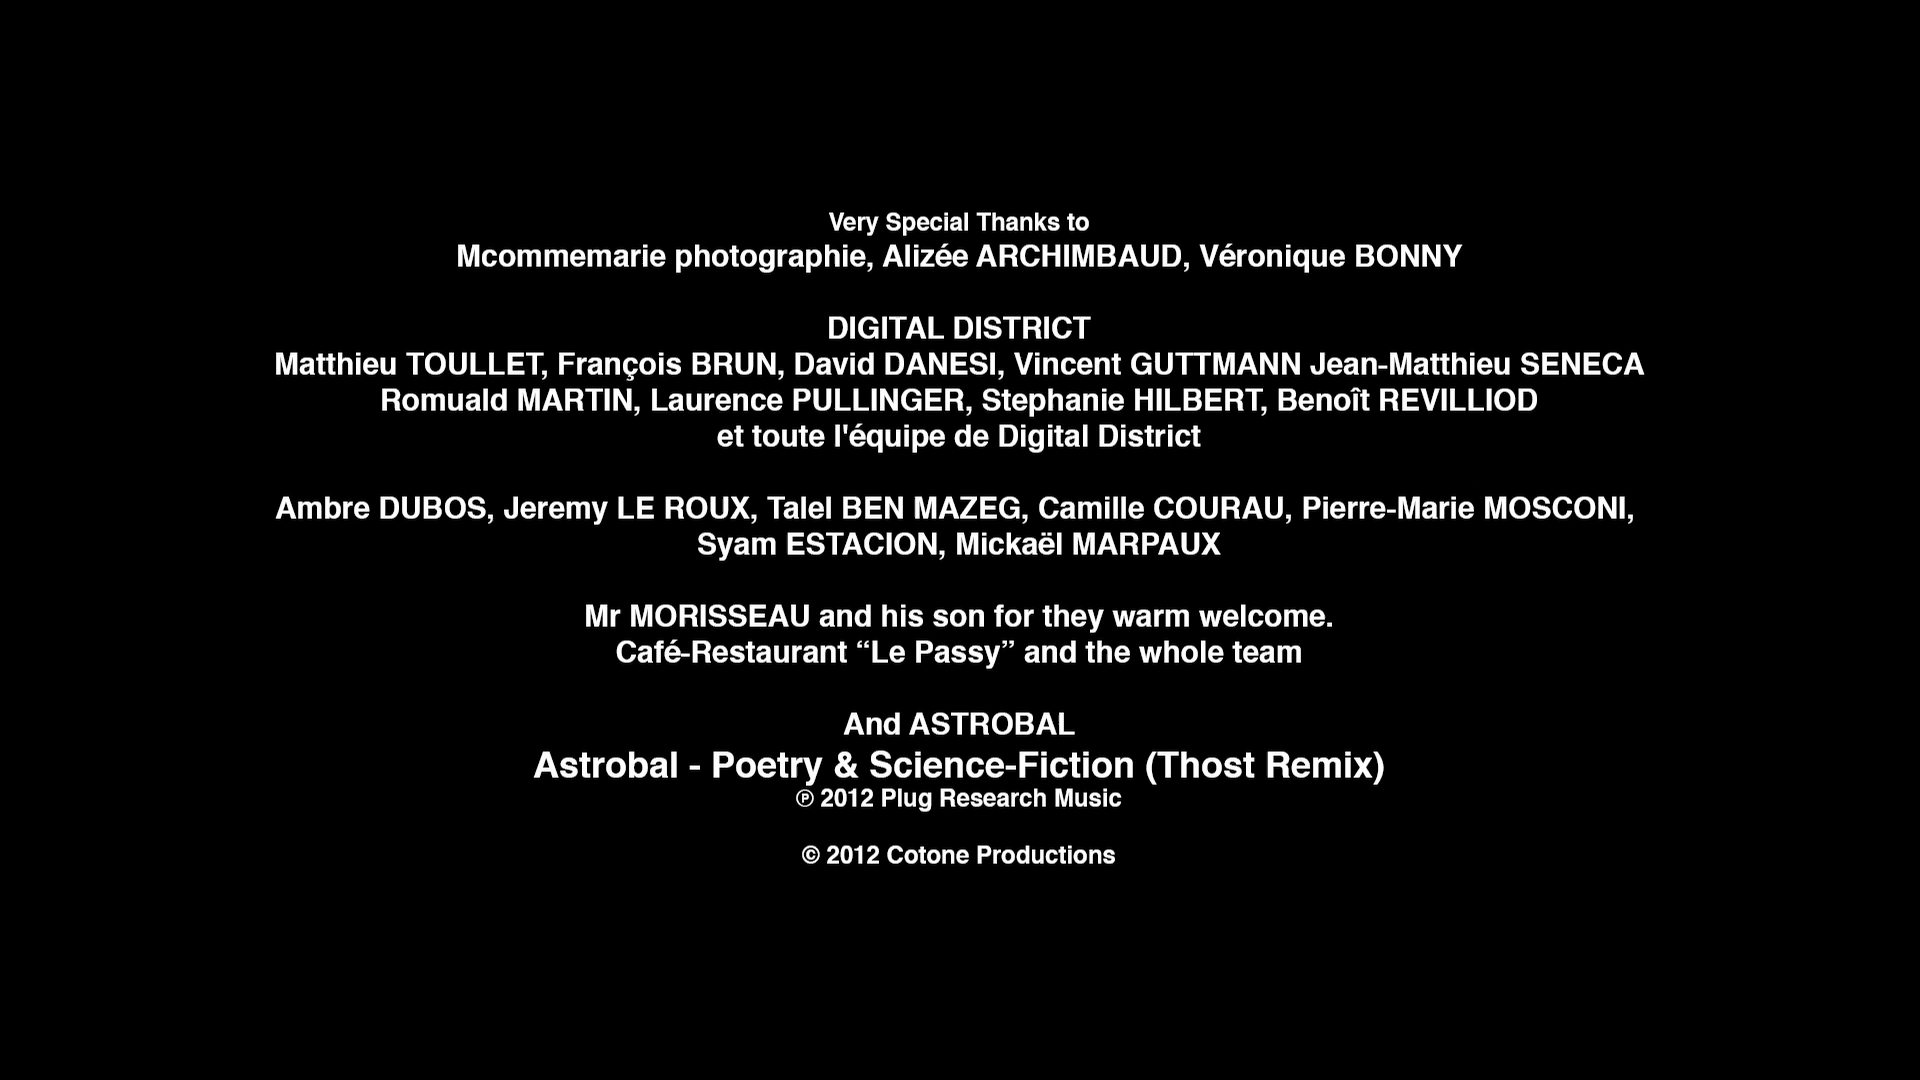 Very Special Thanks to
Mcommemarie photographie, Alizée ARCHIMBAUD, Véronique BONNY
DIGITAL DISTRICT
Matthieu TOULLET, François BRUN, David DANESI, Vincent GUTTMANN Jean-Matthieu SENECA
Romuald MARTIN, Laurence PULLINGER, Stephanie HILBERT, Benoît REVILLIOD
et toute l'équipe de Digital District
Ambre DUBOS, Jeremy LE ROUX, Talel BEN MAZEG, Camille COURAU, Pierre-Marie MOSCONI,
Syam ESTACION, Mickaël MARPAUX
Mr MORISSEAU and his son for they warm welcome.
Café-Restaurant “Le Passy” and the whole team
And ASTROBAL
Astrobal - Poetry & Science-Fiction (Thost Remix)
℗ 2012 Plug Research Music
© 2012 Cotone Productions